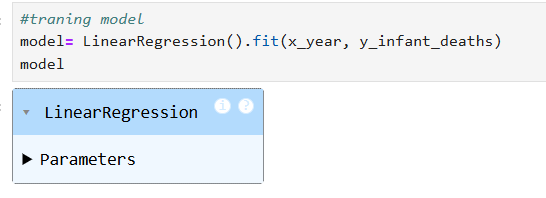 #traning model
model= LinearRegression().fit(x_year, y_infant_deaths)
model
LinearRegression i ?
Parameters